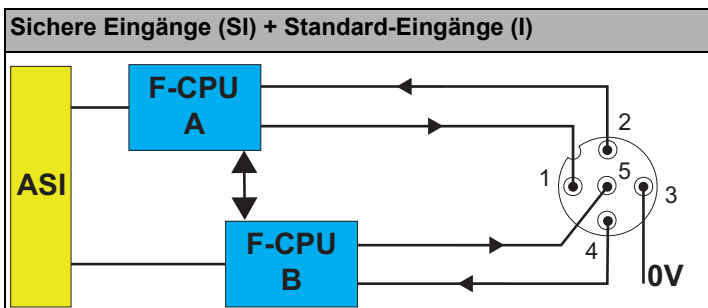 Sichere Eingänge (SI) + Standard-Eingänge (I)
F-CPU
A
2
1
5
3
ASI
F-CPU
B
4
0V